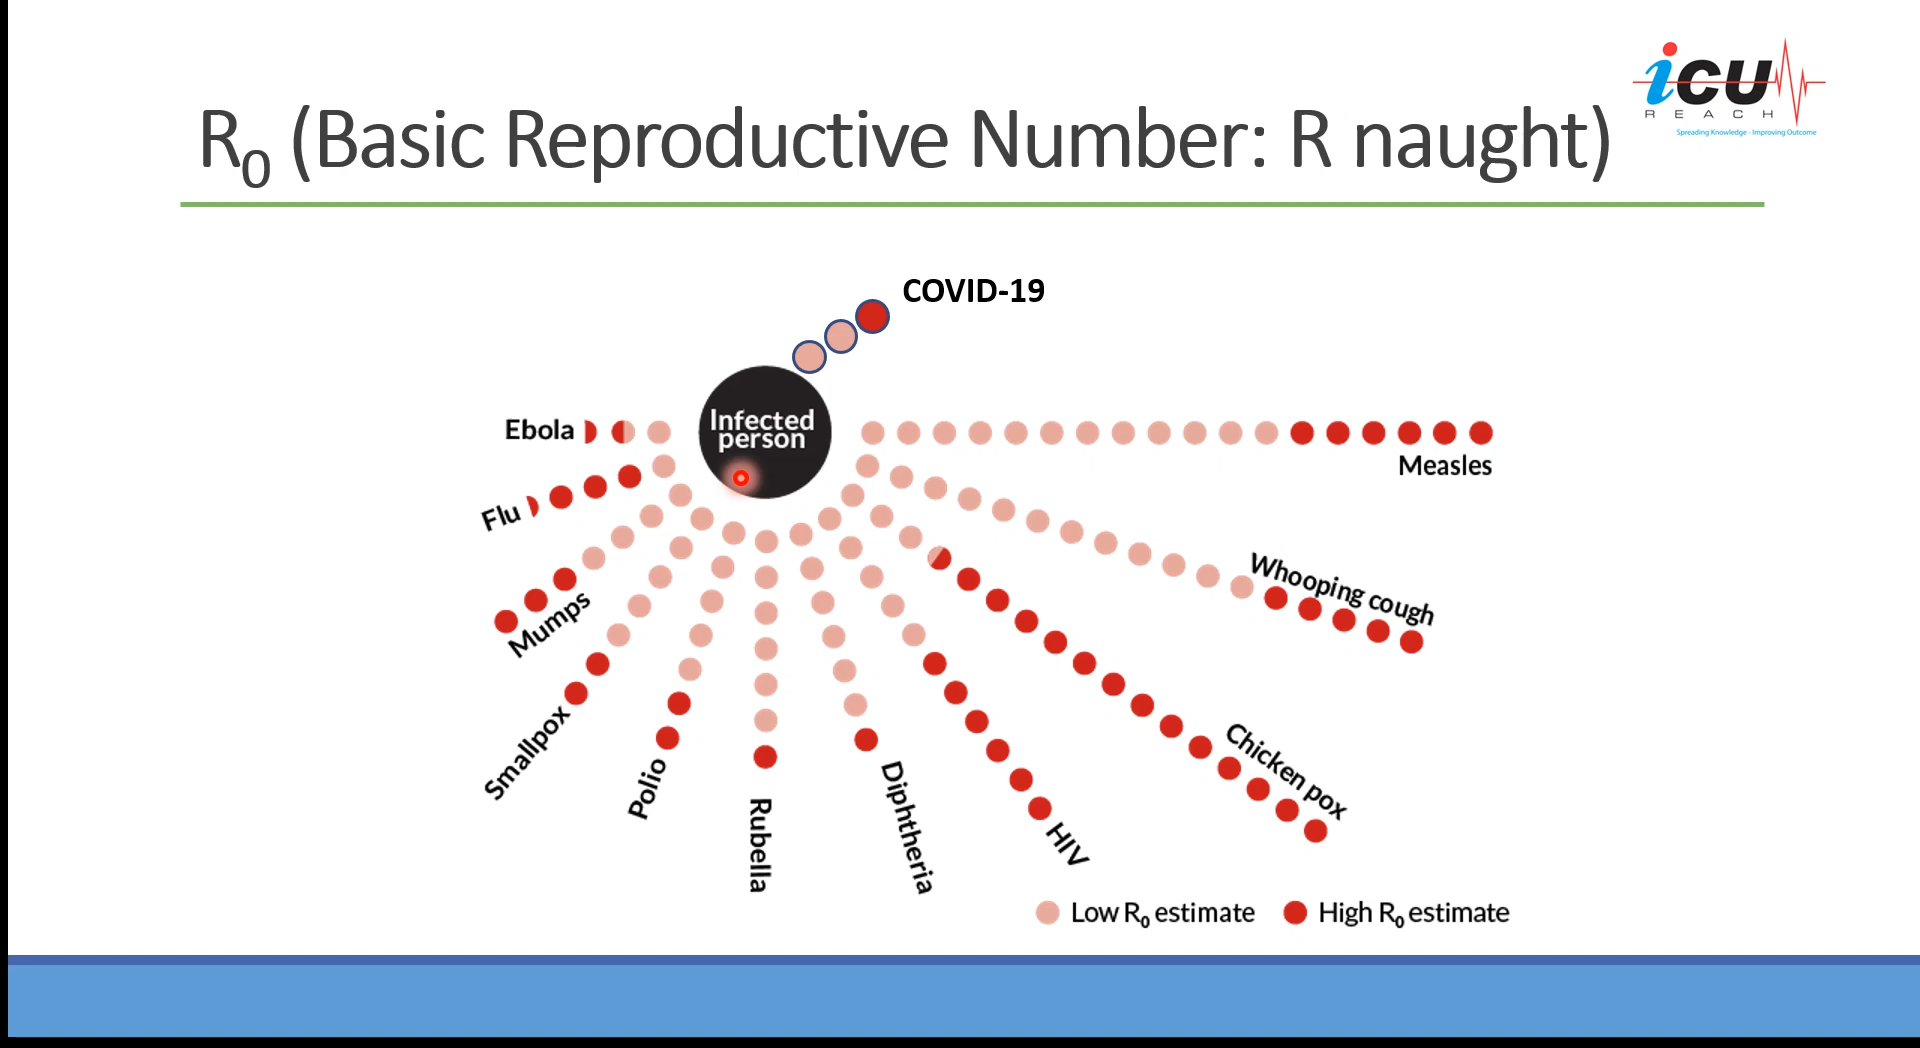 R0 (Basic Reproductive Number: R naught)
icu
REACH
Spreading Knowledge - Improving Outcome
COVID-19
Infected
person
Ebola
Flu
Mumps
Smallpox
Polio
Rubella
Diphtheria
HIV
Chicken pox
Whooping cough
Measles
Low R0 estimate
High R0 estimate